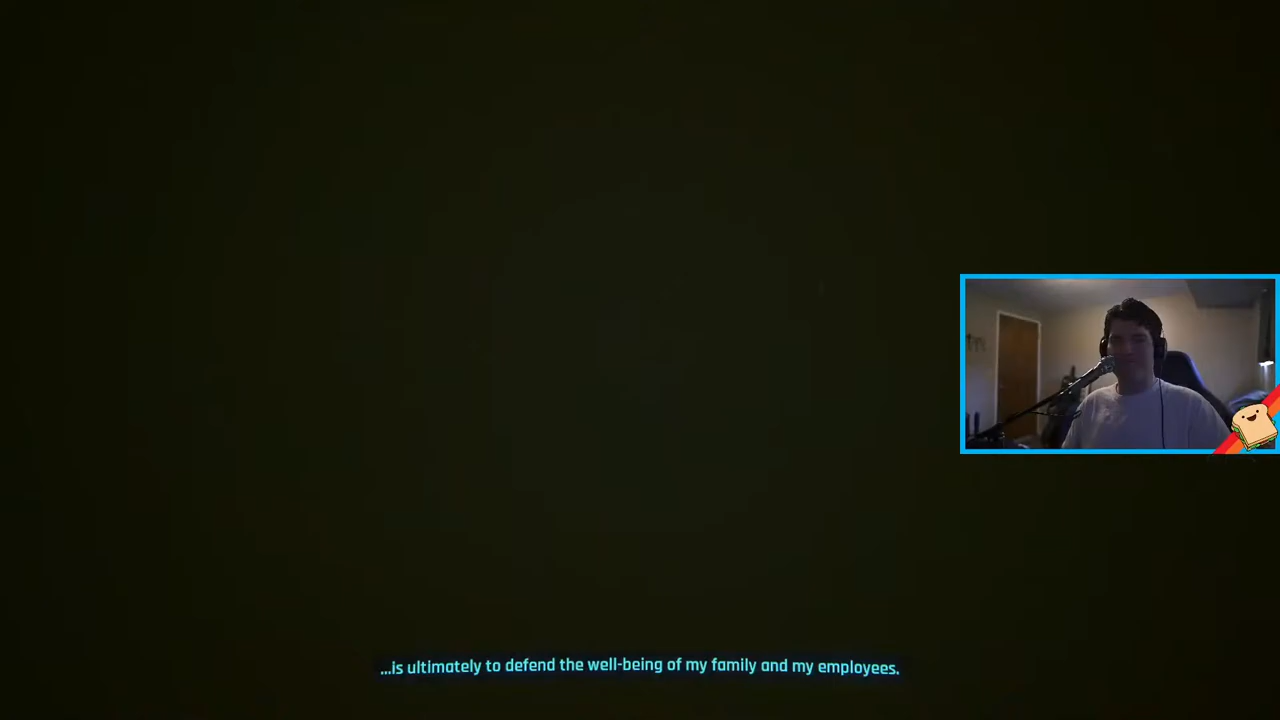 ...is ultimately to defend the well-being of my family and my employees.